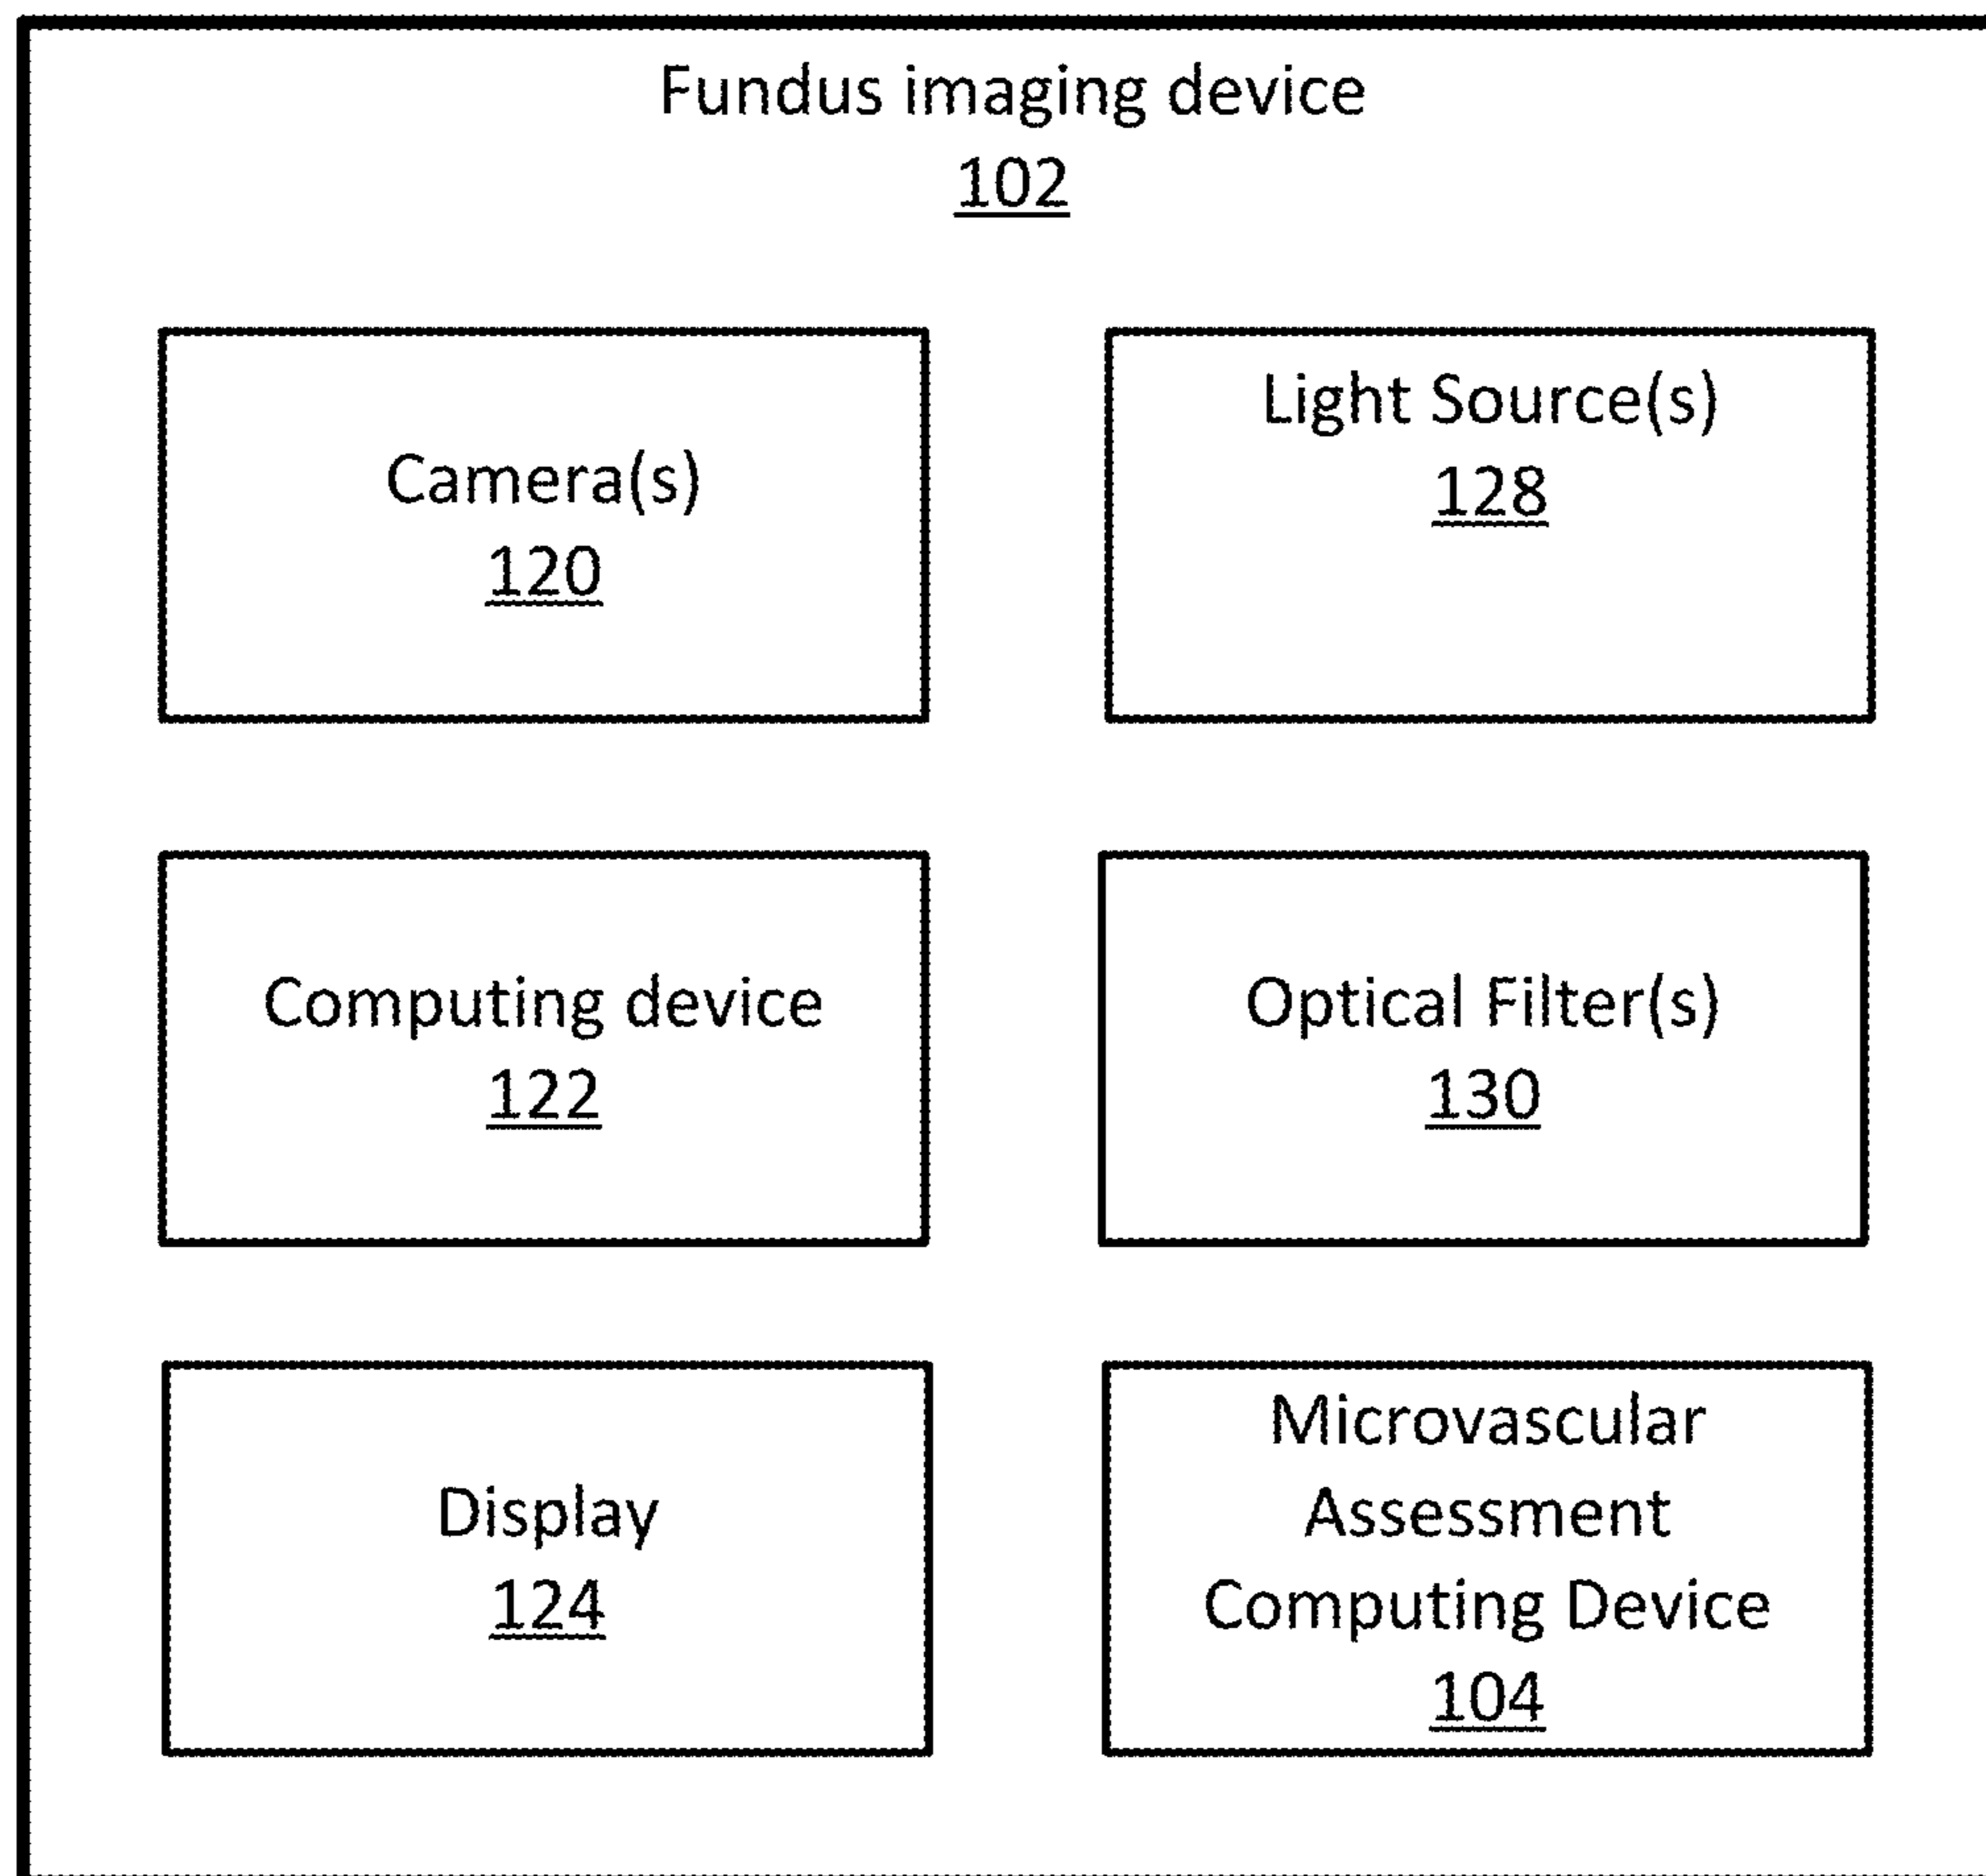 Fundus imaging device
102
Camera(s)
120
Light Source(s)
128
Computing device
122
Optical Filter(s)
130
Display
124
Microvascular
Assessment
Computing Device
104